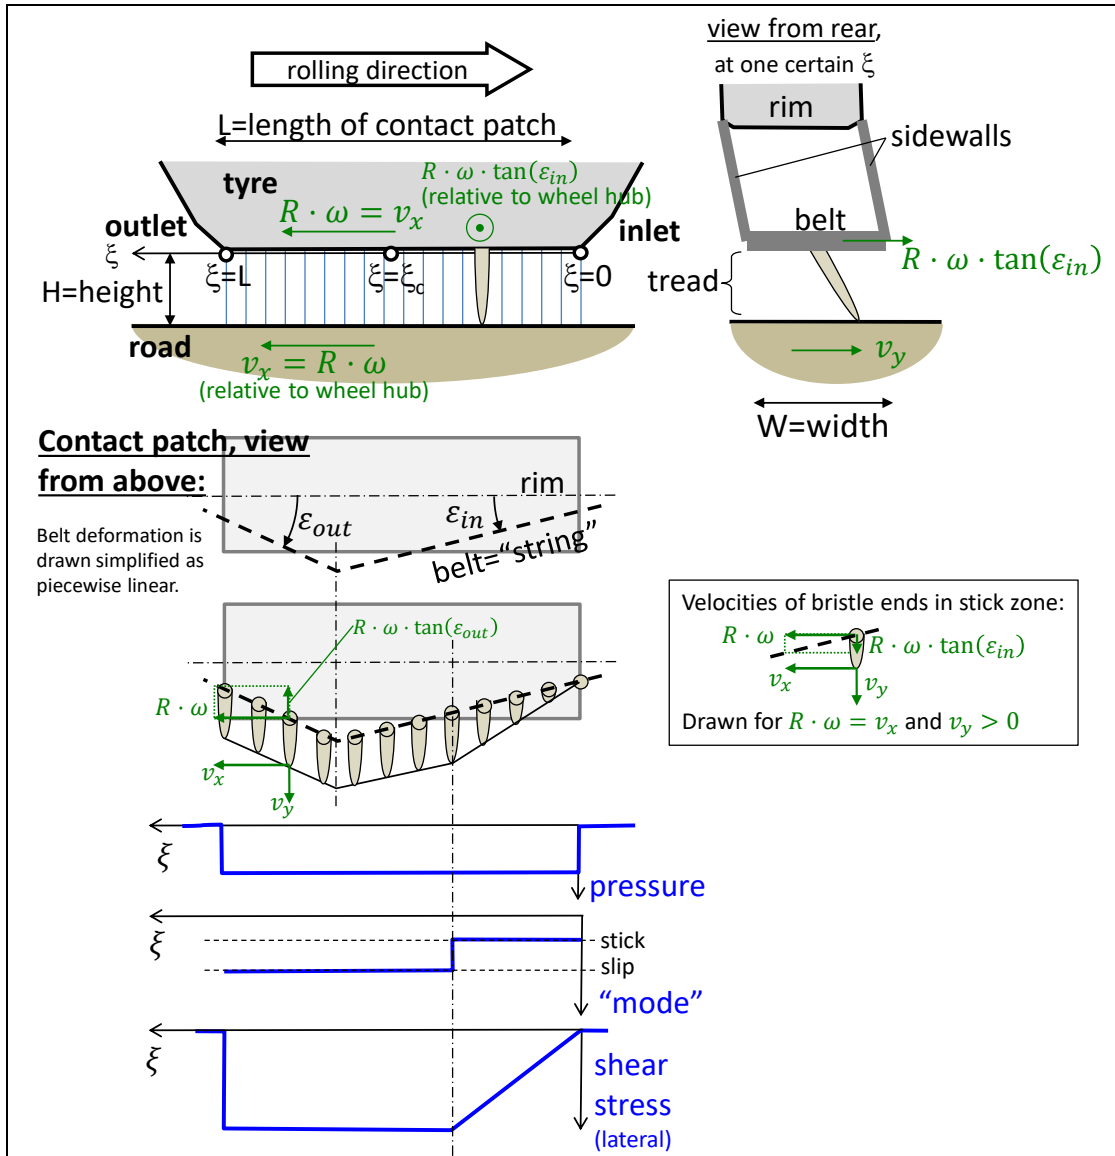 rolling direction
L=length of contact patch
tyre
R · ω · tan(ε_in)
(relative to wheel hub)
outlet
R · ω = v_x
inlet
ξ
ξ=L
ξ=ξ_c
ξ=0
H=height
road
v_x = R · ω
(relative to wheel hub)
view from rear,
at one certain ξ
rim
sidewalls
belt
R · ω · tan(ε_in)
tread
v_y
W=width
Contact patch, view
from above:
rim
ε_out
ε_in
belt="string"
Belt deformation is
drawn simplified as
piecewise linear.
R · ω · tan(ε_out)
R · ω
v_x
v_y
Velocities of bristle ends in stick zone:
R · ω
R · ω · tan(ε_in)
v_x
v_y
Drawn for R · ω = v_x and v_y > 0
ξ
pressure
ξ
stick
slip
“mode”
ξ
shear
stress
(lateral)